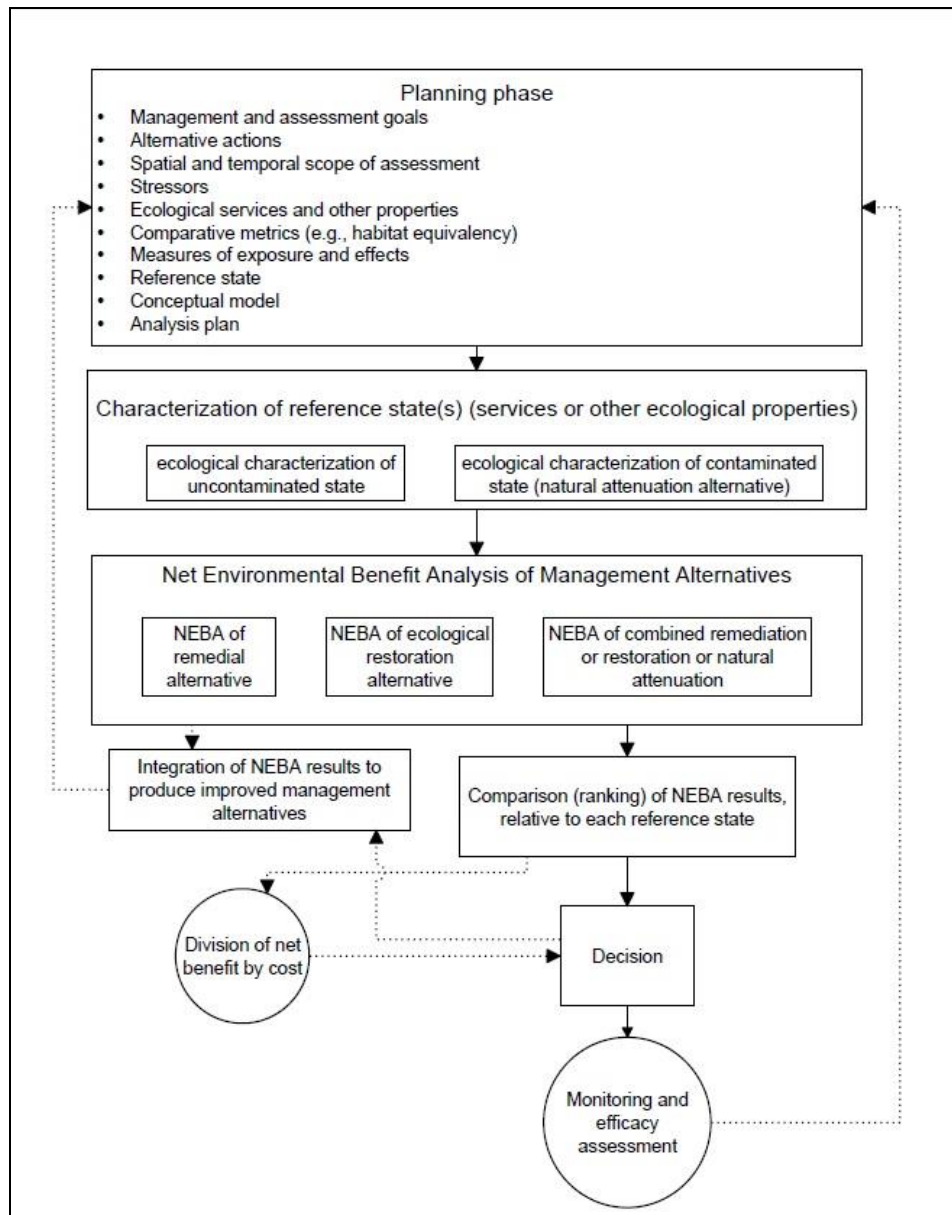 Planning phase
• Management and assessment goals
• Alternative actions
• Spatial and temporal scope of assessment
• Stressors
• Ecological services and other properties
• Comparative metrics (e.g., habitat equivalency)
• Measures of exposure and effects
• Reference state
• Conceptual model
• Analysis plan
Characterization of reference state(s) (services or other ecological properties)
ecological characterization of
uncontaminated state
ecological characterization of contaminated
state (natural attenuation alternative)
Net Environmental Benefit Analysis of Management Alternatives
NEBA of
remedial
alternative
NEBA of ecological
restoration
alternative
NEBA of combined remediation
or restoration or natural
attenuation
Integration of NEBA results to
produce improved management
alternatives
Comparison (ranking) of NEBA results,
relative to each reference state
Division of net
benefit by cost
Decision
Monitoring and
efficacy
assessment